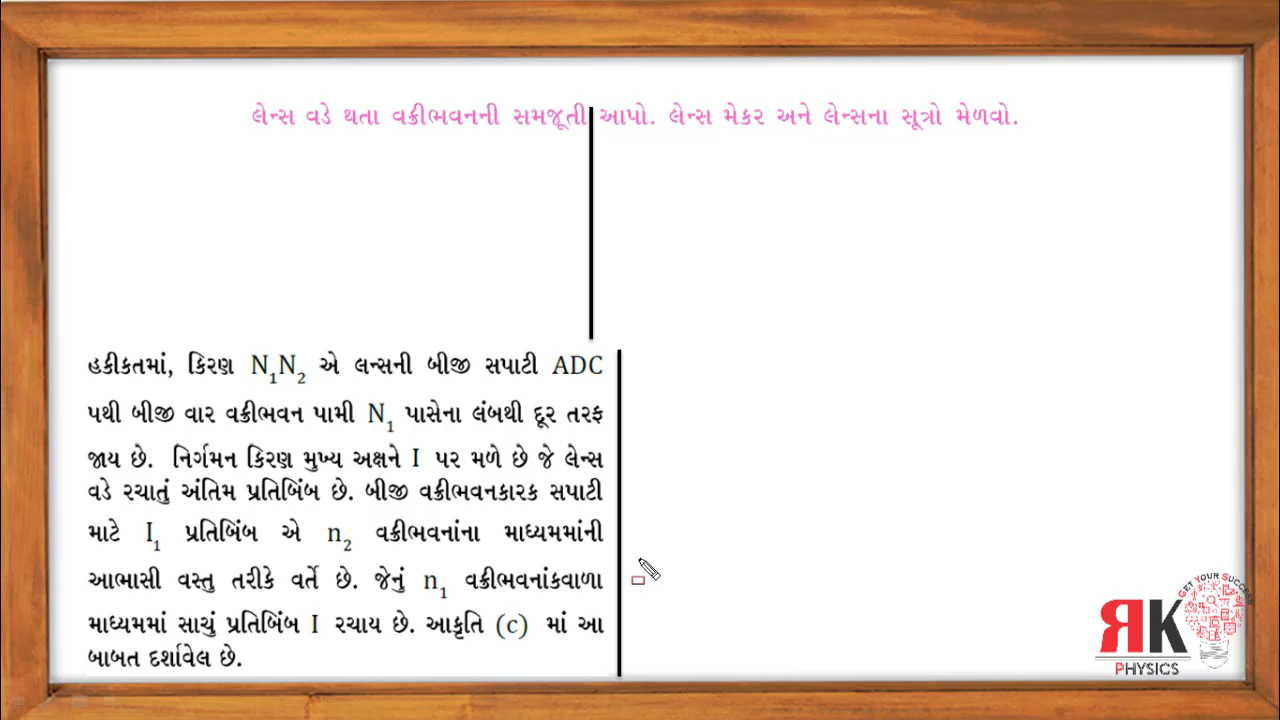 લેન્સ વડે થતા વક્રીભવનની સમજૂતી આપો. લેન્સ મેકર અને લેન્સના સૂત્રો મેળવો.
હકીકતમાં, કિરણ N₁N₂ એ લન્સની બીજી સપાટી ADC
પથી બીજી વાર વક્રીભવન પામી N₁ પાસેના લંબથી દૂર તરફ
જાય છે. નિર્ગમન કિરણ મુખ્ય અક્ષને I પર મળે છે જે લેન્સ
વડે રચાતું અંતિમ પ્રતિબિંબ છે. બીજી વક્રીભવનકારક સપાટી
માટે I₁ પ્રતિબિંબ એ n₂ વક્રીભવનાંના માધ્યમમાંની
આભાસી વસ્તુ તરીકે વર્તે છે. જેનું n₁ વક્રીભવનાંકવાળા
માધ્યમમાં સાચું પ્રતિબિંબ I રચાય છે. આકૃતિ (c) માં આ
બાબત દર્શાવેલ છે.
GET YOUR SUCCESS
RK
PHYSICS